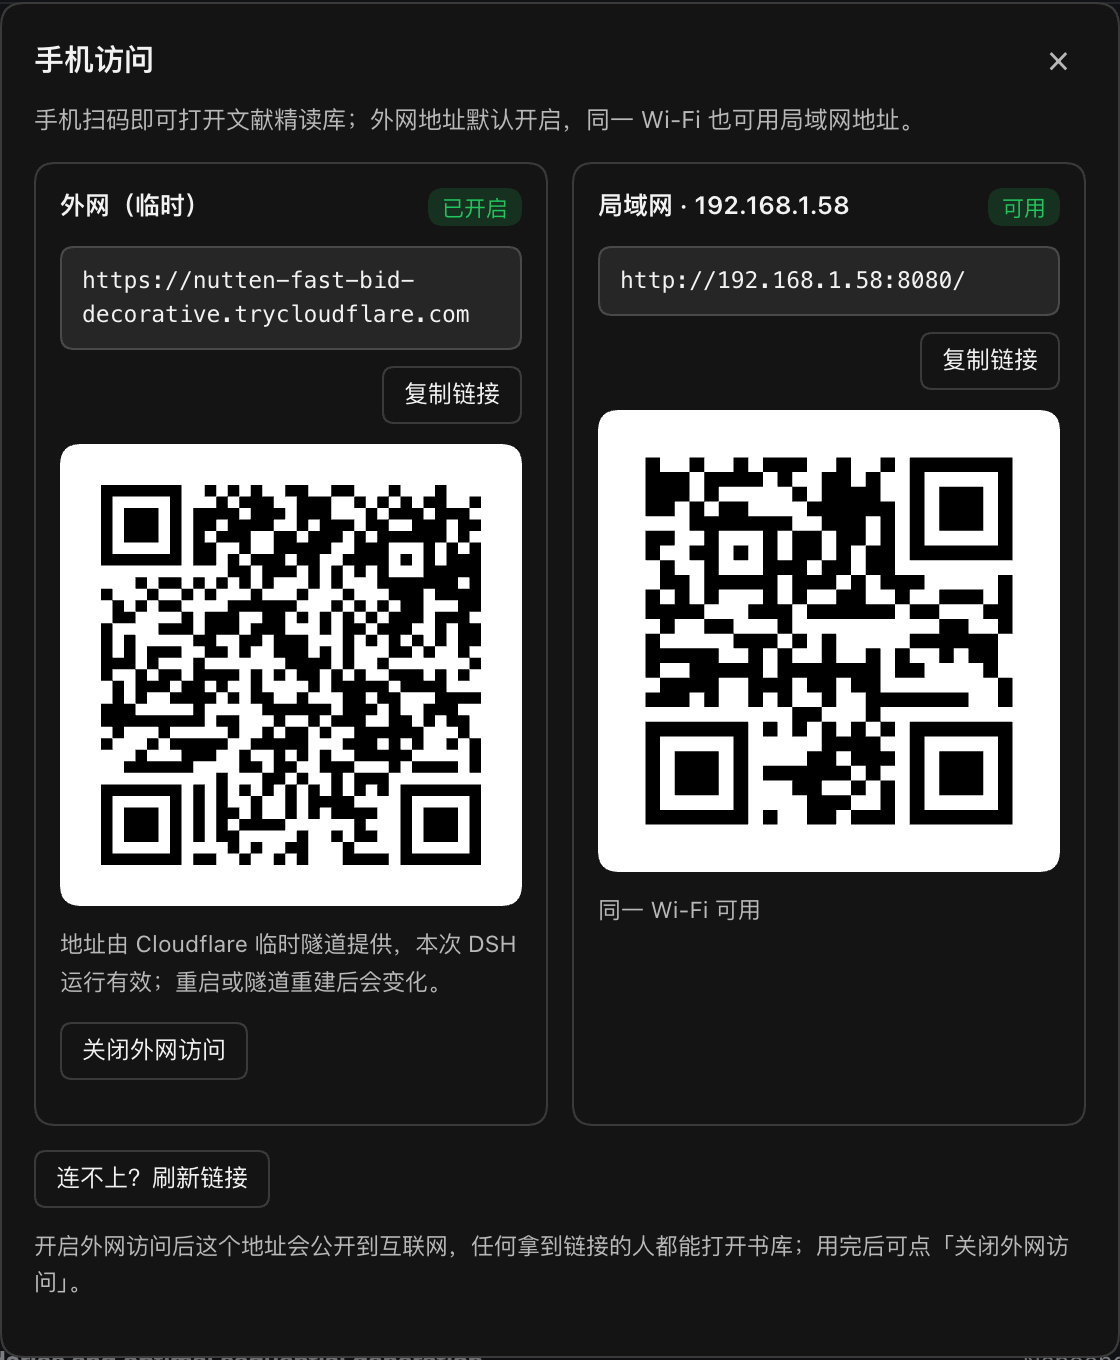 手机访问
手机扫码即可打开文献精读库；外网地址默认开启，同一 Wi-Fi 也可用局域网地址。
外网（临时）
已开启
https://nutten-fast-bid-
decorative.trycloudflare.com
复制链接
地址由 Cloudflare 临时隧道提供，本次 DSH
运行有效；重启或隧道重建后会变化。
关闭外网访问
局域网 · 192.168.1.58
可用
http://192.168.1.58:8080/
复制链接
同一 Wi-Fi 可用
连不上？刷新链接
开启外网访问后这个地址会公开到互联网，任何拿到链接的人都能打开书库；用完后可点「关闭外网访
问」。